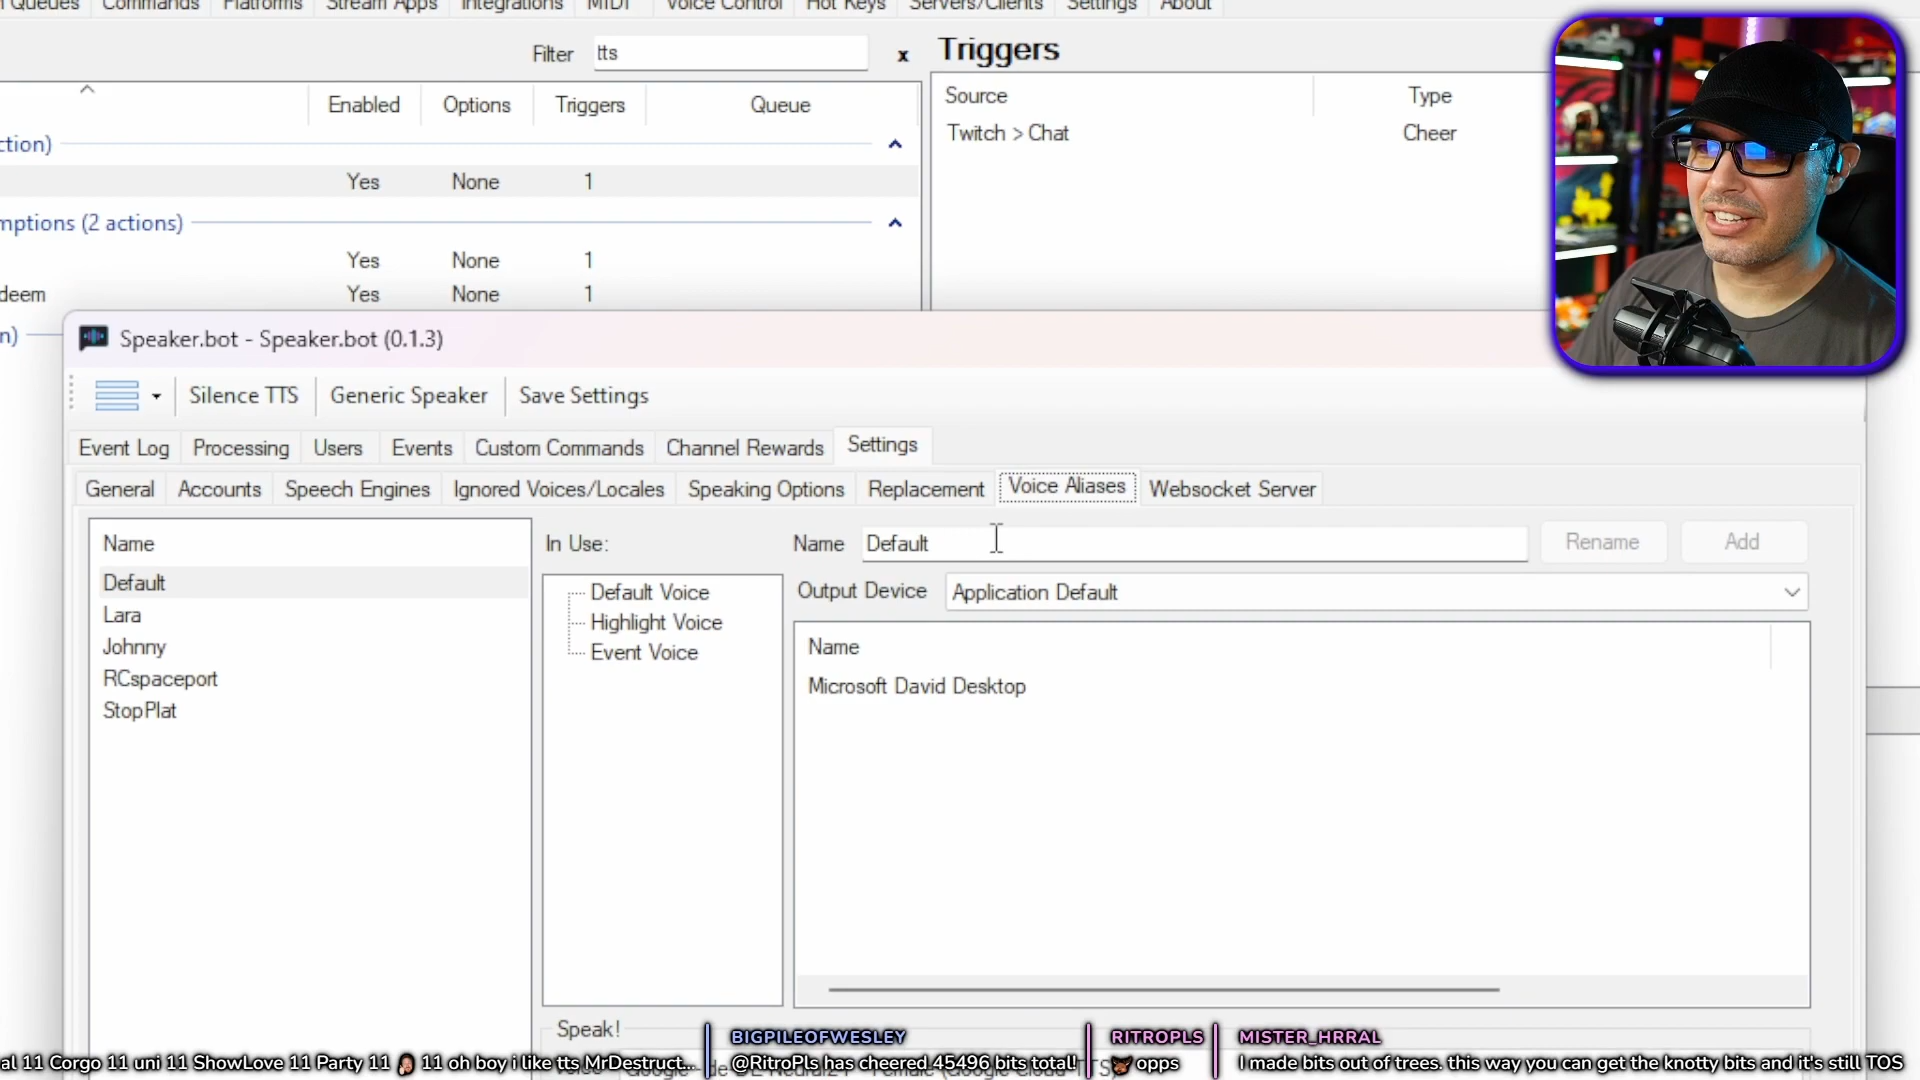 Queues Commands Platforms Stream Apps Integrations MIDI Voice Control Hot Keys Servers/Clients Settings About
Filter tts x
Triggers
Enabled Options Triggers Queue
Source Type
Twitch > Chat Cheer
ction)
Yes None 1
mptions (2 actions)
Yes None 1
deem Yes None 1
n)
Speaker.bot - Speaker.bot (0.1.3)
Silence TTS Generic Speaker Save Settings
Event Log Processing Users Events Custom Commands Channel Rewards Settings
General Accounts Speech Engines Ignored Voices/Locales Speaking Options Replacement Voice Aliases Websocket Server
Name
Default
Lara
Johnny
RCspaceport
StopPlat
In Use:
Default Voice
Highlight Voice
Event Voice
Name Default Rename Add
Output Device Application Default
Name
Microsoft David Desktop
Speak!
BIGPILEOFWESLEY RITROPLS MISTER_HRRAL
al 11 Corgo 11 uni 11 ShowLove 11 Party 11 11 oh boy i like tts MrDestruct... @RitroPls has cheered 45496 bits total! opps I made bits out of trees. this way you can get the knotty bits and it's still TOS